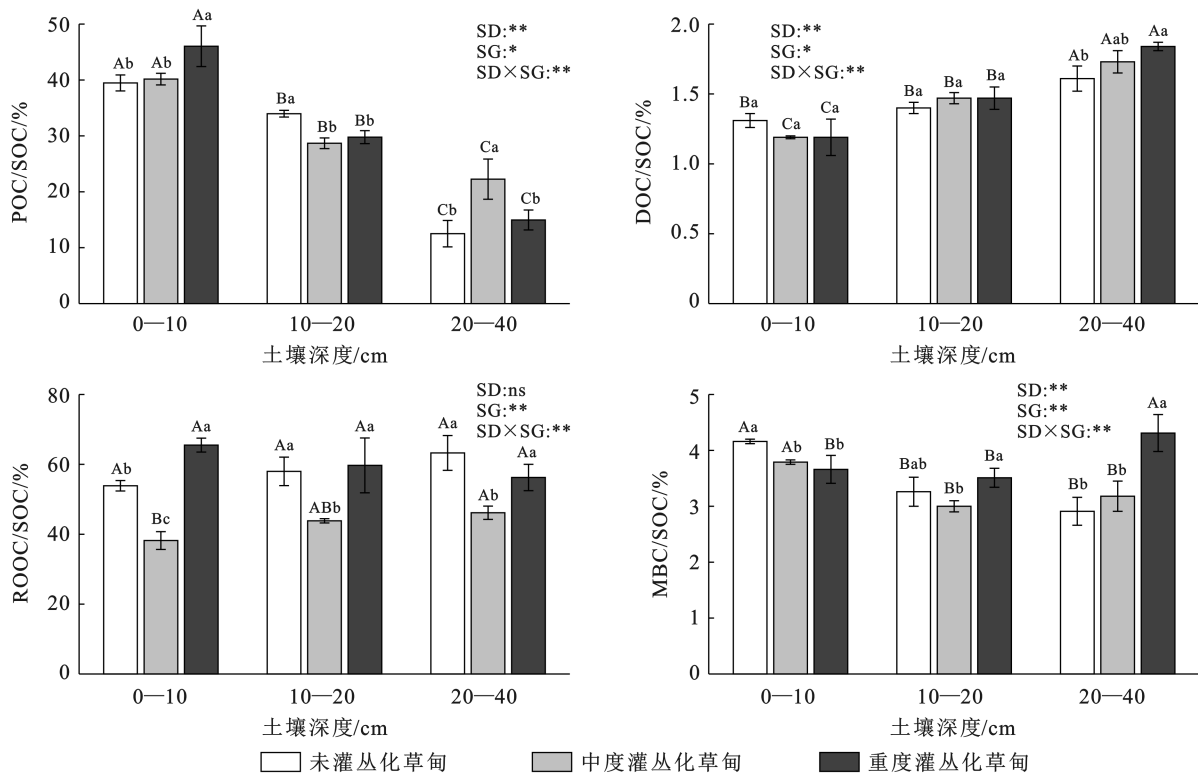 POC/SOC/%
50
40
30
20
10
0
SD:**
SG:*
SD×SG:**
Ab Ab Aa
Ba Bb Bb
Cb Ca Cb
0—10 10—20 20—40
土壤深度/cm
DOC/SOC/%
2.0
1.5
1.0
0.5
0
SD:**
SG:*
SD×SG:**
Ba Ca Ca
Ba Ba Ba
Ab Aab Aa
0—10 10—20 20—40
土壤深度/cm
ROOC/SOC/%
80
60
40
20
0
SD:ns
SG:**
SD×SG:**
Ab Bc Aa
Aa ABb Aa
Aa Ab Aa
0—10 10—20 20—40
土壤深度/cm
MBC/SOC/%
5
4
3
2
1
0
SD:**
SG:**
SD×SG:**
Aa Ab Bb
Bab Bb Ba
Bb Bb Aa
0—10 10—20 20—40
土壤深度/cm
未灌丛化草甸 中度灌丛化草甸 重度灌丛化草甸